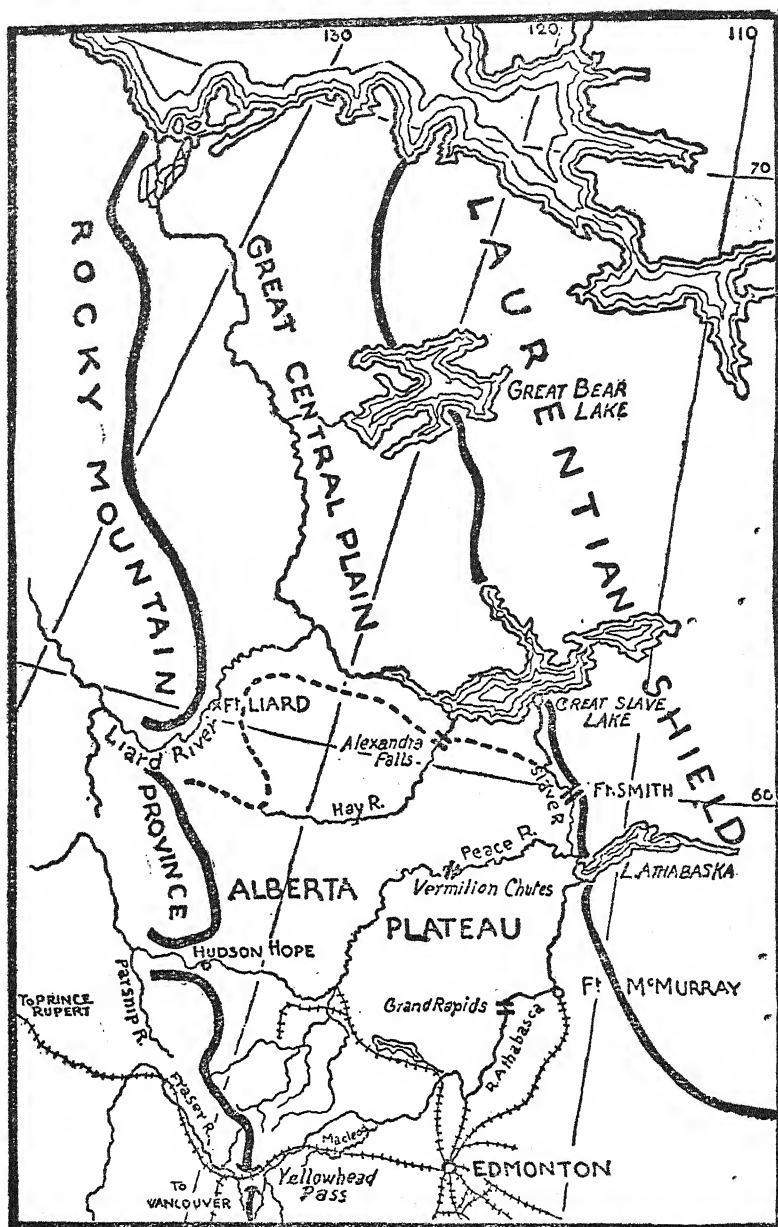 130
120
110
70
ROCKY MOUNTAIN
PROVINCE
GREAT CENTRAL PLAIN
LAURENTIAN SHIELD
GREAT BEAR
LAKE
Ft. LIARD
Liard River
Alexandra
Falls
GREAT SLAVE
LAKE
Slave R
Ft. SMITH
60
Hay R.
Peace R.
Vermilion Chutes
L. ATHABASKA
ALBERTA
PLATEAU
HUDSON HOPE
Parsnip R.
TO PRINCE
RUPERT
Grand Rapids
Ft McMURRAY
R. Athabasca
Fraser R.
Macleod
Yellowhead
Pass
EDMONTON
TO
VANCOUVER